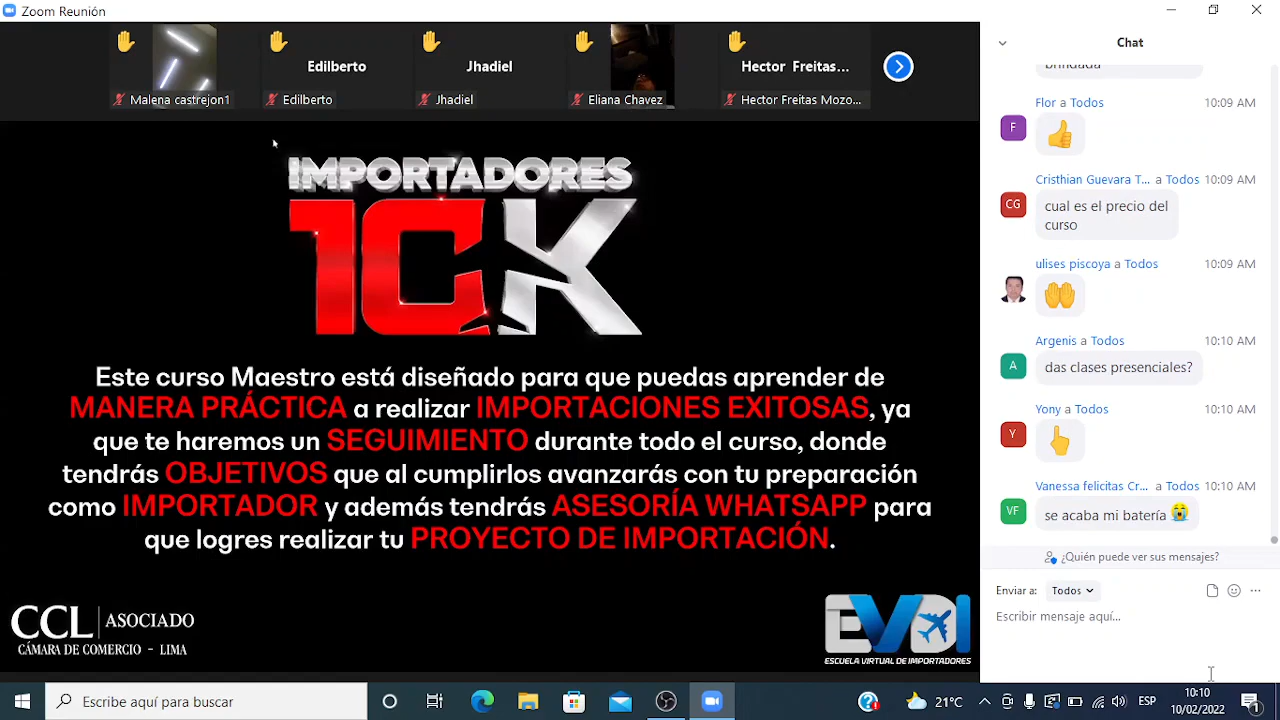 Zoom Reunión
Edilberto
Jhadiel
Hector Freitas...
Malena castrejon1
Edilberto
Jhadiel
Eliana Chavez
Hector Freitas Mozo...
IMPORTADORES
10K
Este curso Maestro está diseñado para que puedas aprender de
MANERA PRÁCTICA a realizar IMPORTACIONES EXITOSAS, ya
que te haremos un SEGUIMIENTO durante todo el curso, donde
tendrás OBJETIVOS que al cumplirlos avanzarás con tu preparación
como IMPORTADOR y además tendrás ASESORÍA WHATSAPP para
que logres realizar tu PROYECTO DE IMPORTACIÓN.
CCL ASOCIADO
CÁMARA DE COMERCIO - LIMA
EVDI
ESCUELA VIRTUAL DE IMPORTADORES
Chat
brindada
Flor a Todos 10:09 AM
F
Cristhian Guevara T... a Todos 10:09 AM
CG
cual es el precio del
curso
ulises piscoya a Todos 10:09 AM
Argenis a Todos 10:10 AM
A
das clases presenciales?
Yony a Todos 10:10 AM
Y
Vanessa felicitas Cr... a Todos 10:10 AM
VF
se acaba mi batería 😭
¿Quién puede ver sus mensajes?
Enviar a: Todos
Escribir mensaje aquí...
Escribe aquí para buscar
21°C
ESP
10:10
10/02/2022
1